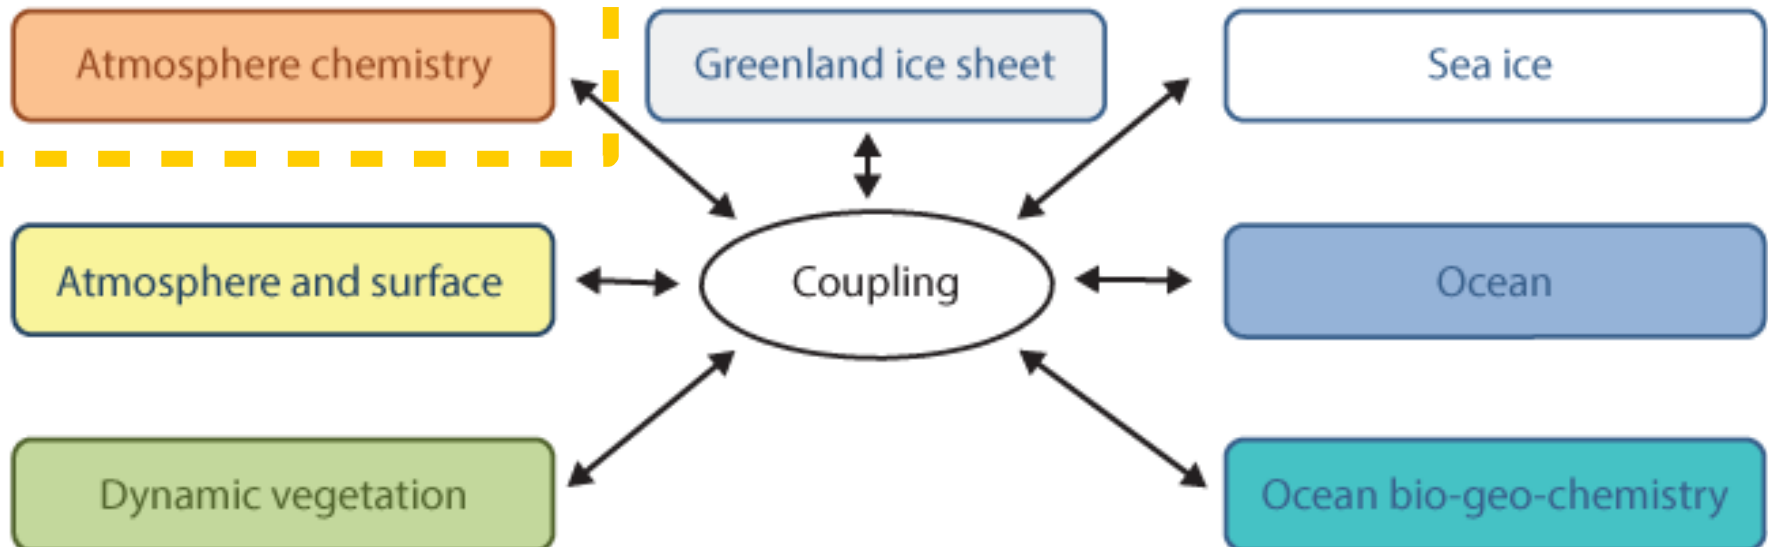 Atmosphere chemistry
Greenland ice sheet
Sea ice
Atmosphere and surface
Coupling
Ocean
Dynamic vegetation
Ocean bio-geo-chemistry